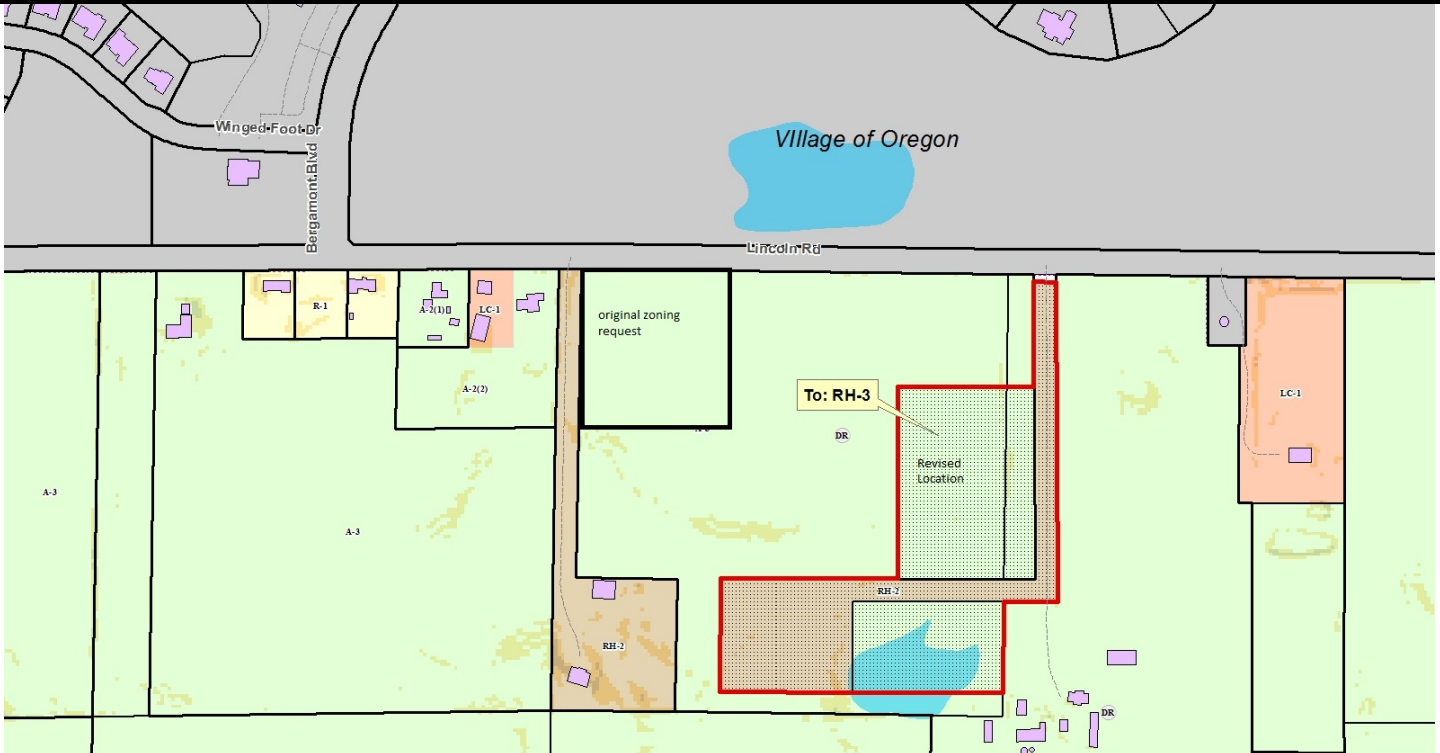 Winged Foot Dr
Bergamont Blvd
VIllage of Oregon
Lincoln Rd
R-1
A-2(1)
LC-1
original zoning
request
A-2(2)
To: RH-3
LC-1
DR
Revised
Location
A-3
A-3
RH-2
RH-2
DR